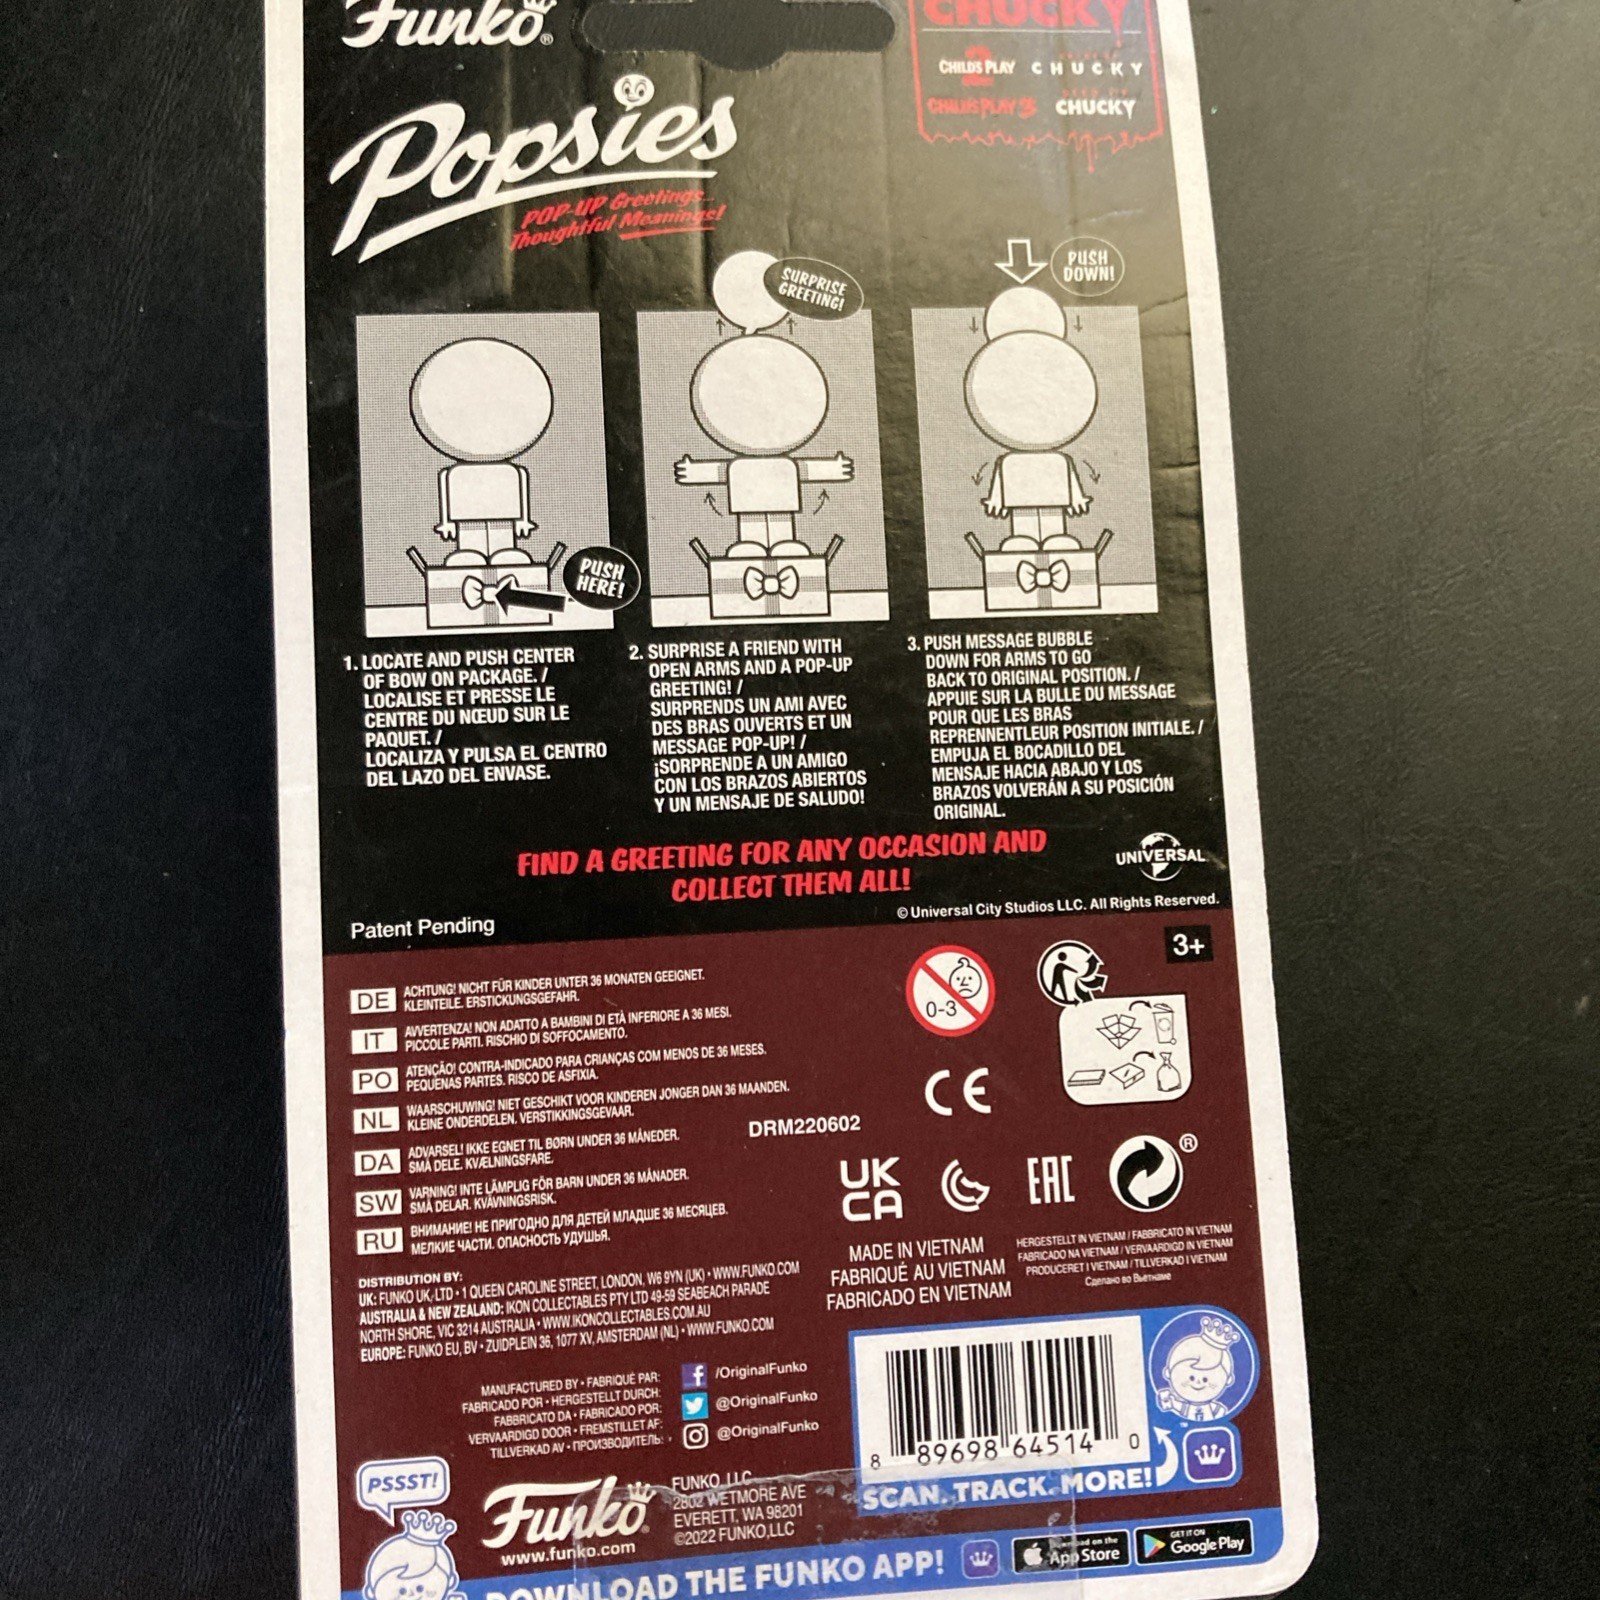 Funko®
CHUCKY
CHILD'S PLAY 2
CHUCKY
CHILD'S PLAY 3
CHUCKY
Popsies
POP-UP Greetings...
Thoughtful Meanings!
SURPRISE
GREETING!
PUSH
DOWN!
PUSH
HERE!
1. LOCATE AND PUSH CENTER
OF BOW ON PACKAGE. /
LOCALISE ET PRESSE LE
CENTRE DU NŒUD SUR LE
PAQUET. /
LOCALIZA Y PULSA EL CENTRO
DEL LAZO DEL ENVASE.
2. SURPRISE A FRIEND WITH
OPEN ARMS AND A POP-UP
GREETING! /
SURPRENDS UN AMI AVEC
DES BRAS OUVERTS ET UN
MESSAGE POP-UP! /
¡SORPRENDE A UN AMIGO
CON LOS BRAZOS ABIERTOS
Y UN MENSAJE DE SALUDO!
3. PUSH MESSAGE BUBBLE
DOWN FOR ARMS TO GO
BACK TO ORIGINAL POSITION. /
APPUIE SUR LA BULLE DU MESSAGE
POUR QUE LES BRAS
REPRENNENTLEUR POSITION INITIALE. /
EMPUJA EL BOCADILLO DEL
MENSAJE HACIA ABAJO Y LOS
BRAZOS VOLVERÁN A SU POSICIÓN
ORIGINAL.
FIND A GREETING FOR ANY OCCASION AND
COLLECT THEM ALL!
UNIVERSAL
© Universal City Studios LLC. All Rights Reserved.
Patent Pending
3+
DE ACHTUNG! NICHT FÜR KINDER UNTER 36 MONATEN GEEIGNET.
KLEINTEILE. ERSTICKUNGSGEFAHR.
IT AVVERTENZA! NON ADATTO A BAMBINI DI ETÀ INFERIORE A 36 MESI.
PICCOLE PARTI. RISCHIO DI SOFFOCAMENTO.
PO ATENÇÃO! CONTRA-INDICADO PARA CRIANÇAS COM MENOS DE 36 MESES.
PEQUENAS PARTES. RISCO DE ASFIXIA.
NL WAARSCHUWING! NIET GESCHIKT VOOR KINDEREN JONGER DAN 36 MAANDEN.
KLEINE ONDERDELEN. VERSTIKKINGSGEVAAR.
DA ADVARSEL! IKKE EGNET TIL BØRN UNDER 36 MÅNEDER.
SMÅ DELE. KVÆLNINGSFARE.
SW VARNING! INTE LÄMPLIG FÖR BARN UNDER 36 MÅNADER.
SMÅ DELAR. KVÄVNINGSRISK.
RU ВНИМАНИЕ! НЕ ПРИГОДНО ДЛЯ ДЕТЕЙ МЛАДШЕ 36 МЕСЯЦЕВ.
МЕЛКИЕ ЧАСТИ. ОПАСНОСТЬ УДУШЬЯ.
0-3
CE
DRM220602
UK
CA
EAC
®
DISTRIBUTION BY:
UK: FUNKO UK, LTD • 1 QUEEN CAROLINE STREET, LONDON, W6 9YN (UK) • WWW.FUNKO.COM
AUSTRALIA & NEW ZEALAND: IKON COLLECTABLES PTY LTD 49-59 SEABEACH PARADE
NORTH SHORE, VIC 3214 AUSTRALIA • WWW.IKONCOLLECTABLES.COM.AU
EUROPE: FUNKO EU, BV • ZUIDPLEIN 36, 1077 XV, AMSTERDAM (NL) • WWW.FUNKO.COM
MADE IN VIETNAM
FABRIQUÉ AU VIETNAM
FABRICADO EN VIETNAM
HERGESTELLT IN VIETNAM / FABBRICATO IN VIETNAM
FABRICADO NA VIETNAM / VERVAARDIGD IN VIETNAM
PRODUCERET I VIETNAM / TILLVERKAD I VIETNAM
Сделано во Вьетнаме
MANUFACTURED BY • FABRIQUÉ PAR:
FABRICADO POR • HERGESTELLT DURCH:
FABBRICATO DA • FABRICADO POR:
VERVAARDIGD DOOR • FREMSTILLET AF:
TILLVERKAD AV • ПРОИЗВОДИТЕЛЬ:
f /OriginalFunko
@OriginalFunko
@OriginalFunko
8 89698 64514 0
SCAN. TRACK. MORE!
PSSST!
Funko®
www.funko.com
FUNKO, LLC
2802 WETMORE AVE
EVERETT, WA 98201
©2022 FUNKO,LLC
DOWNLOAD THE FUNKO APP!
Download on the
App Store
GET IT ON
Google Play